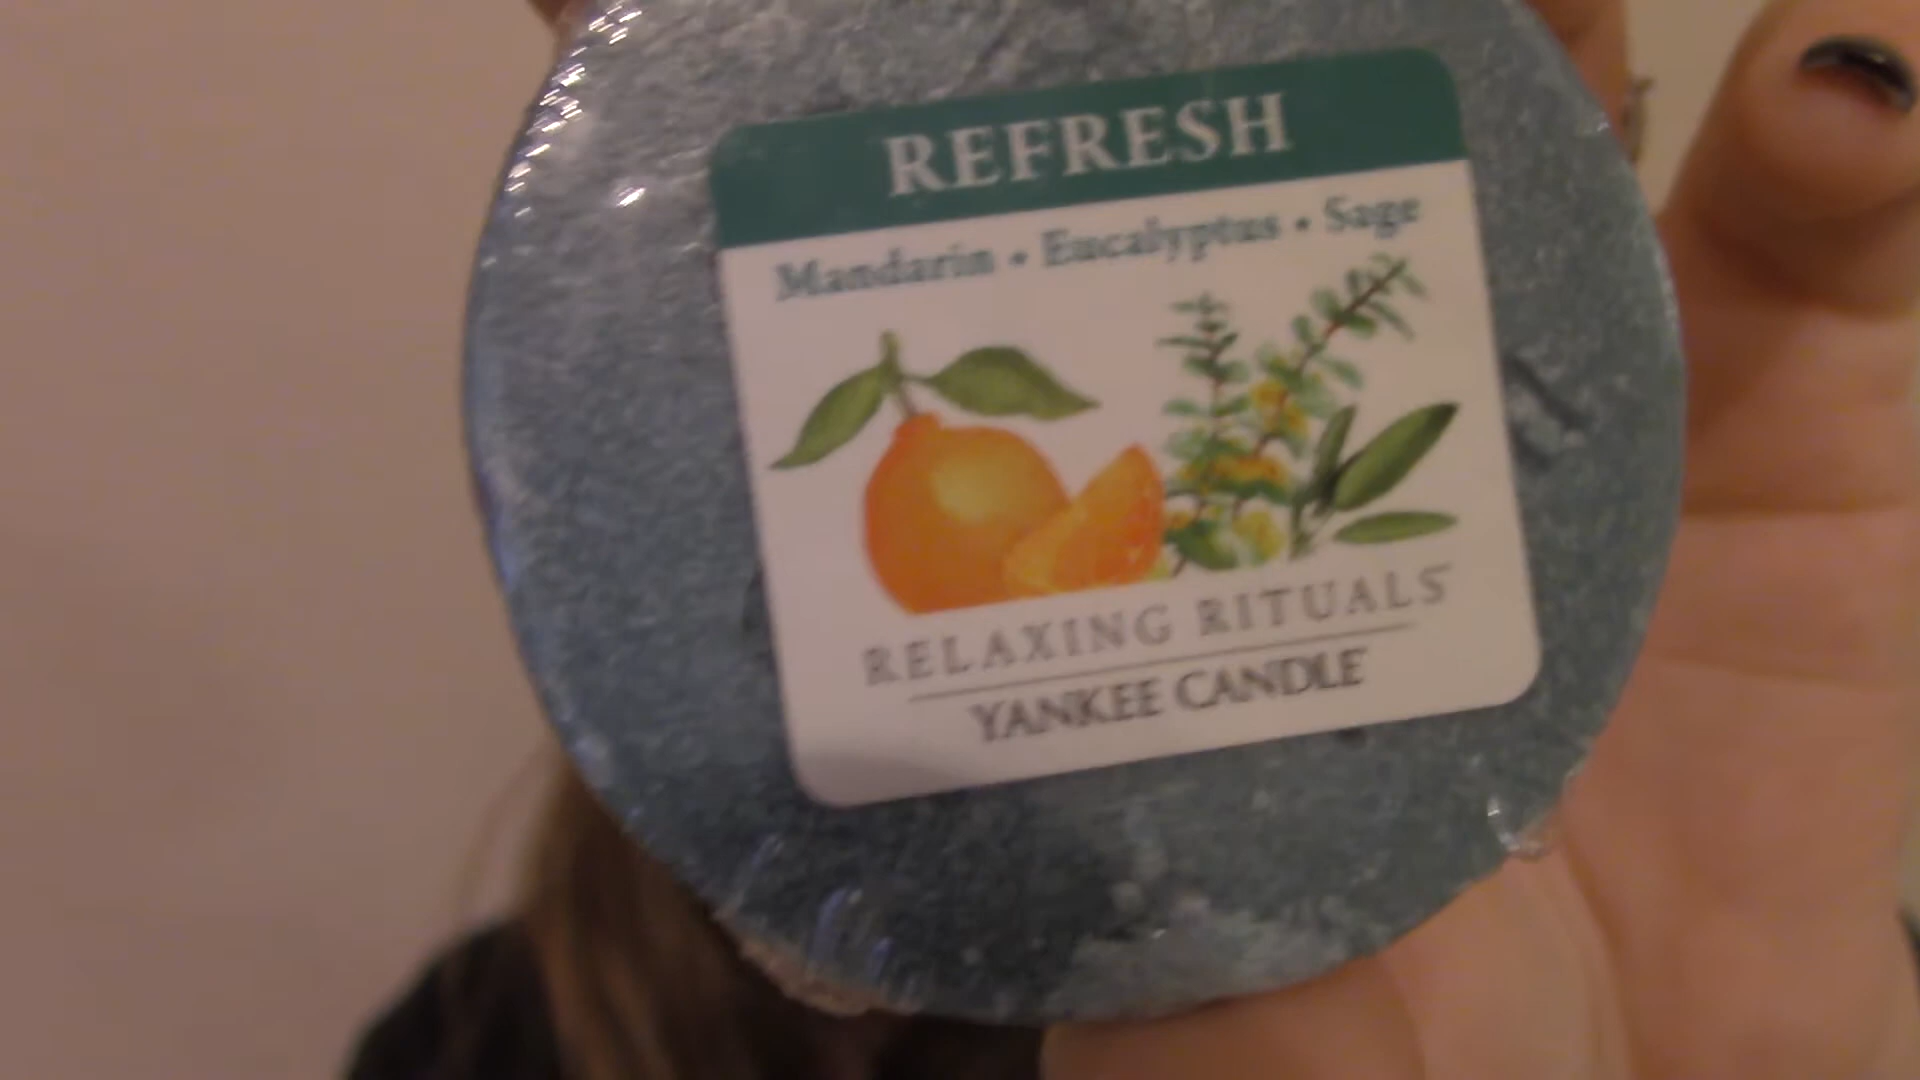 REFRESH
Mandarin • Eucalyptus • Sage
RELAXING RITUALS
YANKEE CANDLE